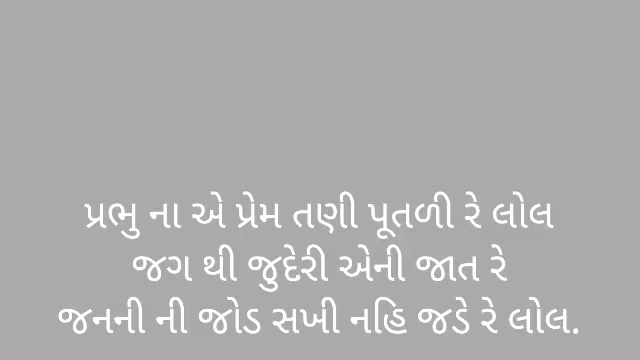 પ્રભુ ના એ પ્રેમ તણી પૂતળી રે લોલ
જગ થી જુદેરી એની જાત રે
જનની ની જોડ સખી નહિ જડે રે લોલ.